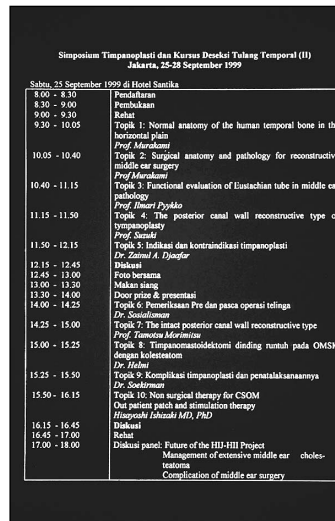 Simposium Timpanoplasti dan Kursus Deseksi Tulang Temporal (II)
Jakarta, 25-28 September 1999
Sabtu, 25 September 1999 di Hotel Santika
8.00 - 8.30 Pendaftaran
8.30 - 9.00 Pembukaan
9.00 - 9.30 Rehat
9.30 - 10.05 Topik 1: Normal anatomy of the human temporal bone in th
horizontal plain
Prof. Murakami
10.05 - 10.40 Topik 2: Surgical anatomy and pathology for reconstructiv
middle ear surgery
Prof Murakami
10.40 - 11.15 Topik 3: Functional evaluation of Eustachian tube in middle ea
pathology
Prof. Ilmari Pyykko
11.15 - 11.50 Topik 4: The posterior canal wall reconstructive type o
tympanoplasty
Prof. Suzuki
11.50 - 12.15 Topik 5: Indikasi dan kontraindikasi timpanoplasti
Dr. Zainul A. Djaafar
12.15 - 12.45 Diskusi
12.45 - 13.00 Foto bersama
13.00 - 13.30 Makan siang
13.30 - 14.00 Door prize & presentasi
14.00 - 14.25 Topik 6: Pemeriksaan Pre dan pasca operasi telinga
Dr. Sosialisman
14.25 - 15.00 Topik 7: The intact posterior canal wall reconstructive type
Prof. Tamotsu Morimitsu
15.00 - 15.25 Topik 8: Timpanomastoidektomi dinding runtuh pada OMSK
dengan kolesteatom
Dr. Helmi
15.25 - 15.50 Topik 9: Komplikasi timpanoplasti dan penatalaksanaannya
Dr. Soekirman
15.50 - 16.15 Topik 10: Non surgical therapy for CSOM
Out patient patch and stimulation therapy
Hisayoshi Ishizaki MD, PhD
16.15 - 16.45 Diskusi
16.45 - 17.00 Rehat
17.00 - 18.00 Diskusi panel: Future of the HIJ-HII Project
Management of extensive middle ear choles-
teatoma
Complication of middle ear surgery